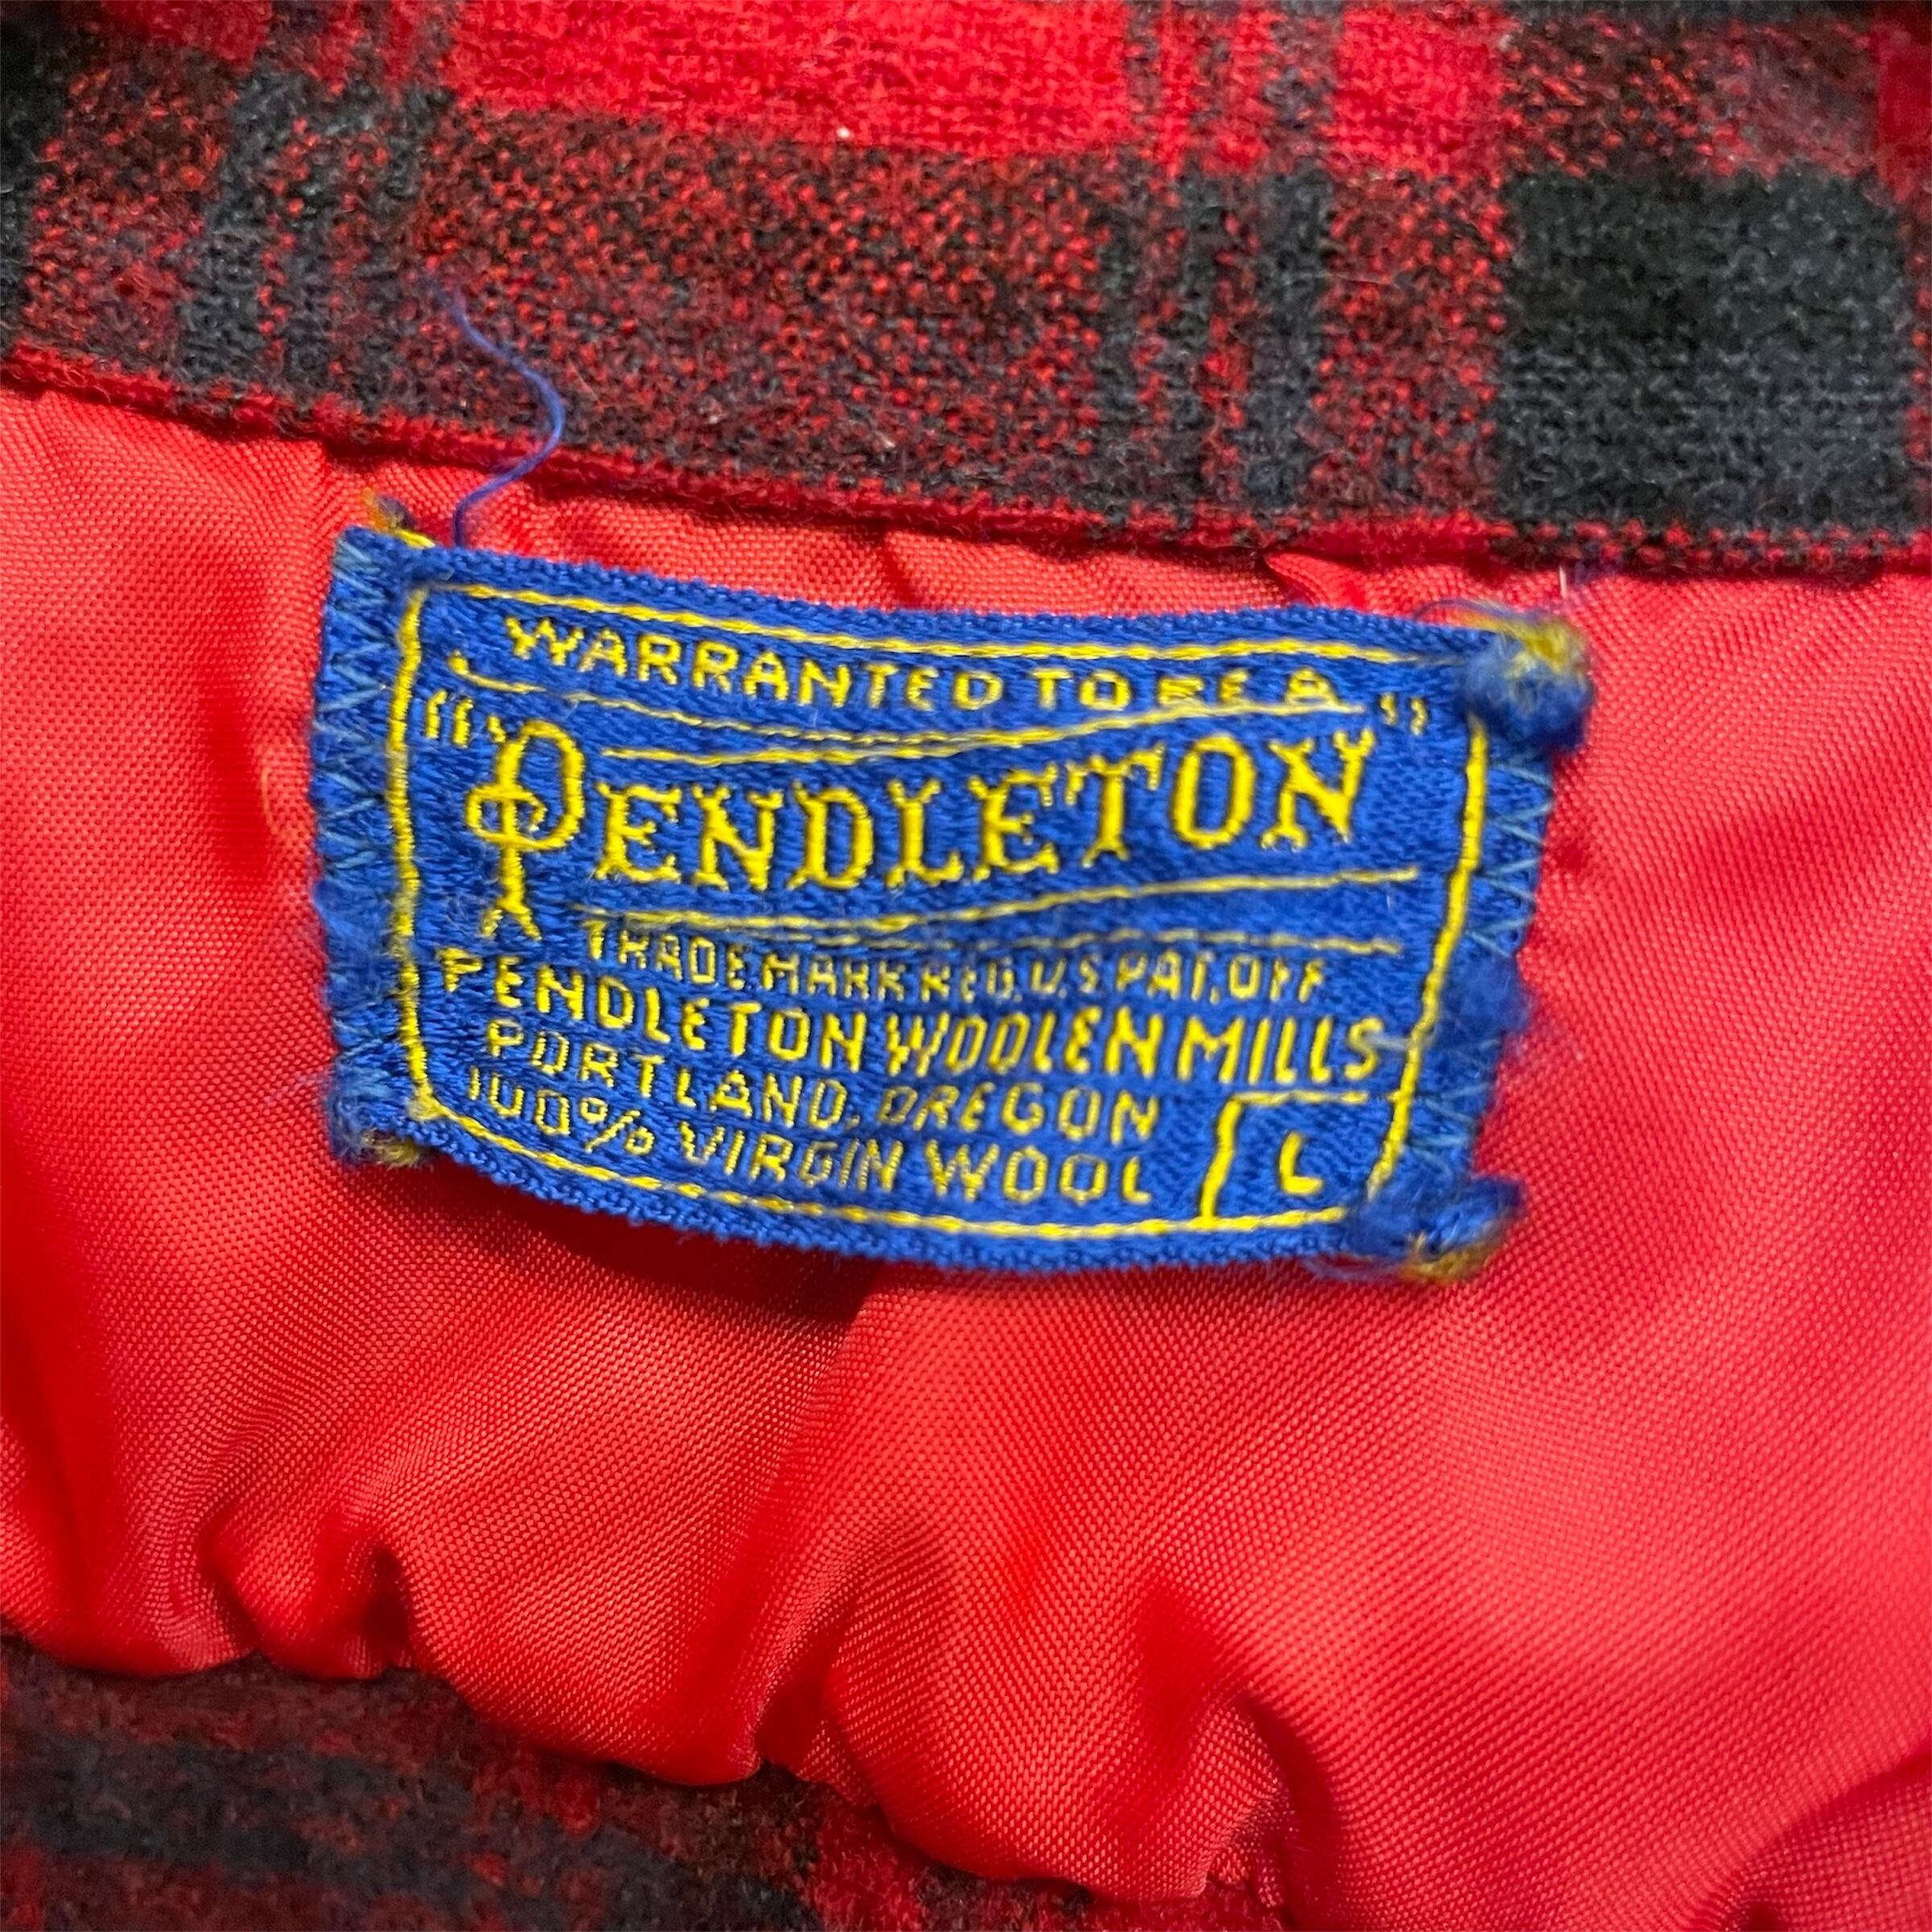 WARRANTED TO BE A
"PENDLETON"
TRADE MARK REG. U.S. PAT. OFF.
PENDLETON WOOLEN MILLS
PORTLAND, OREGON
100% VIRGIN WOOL
L